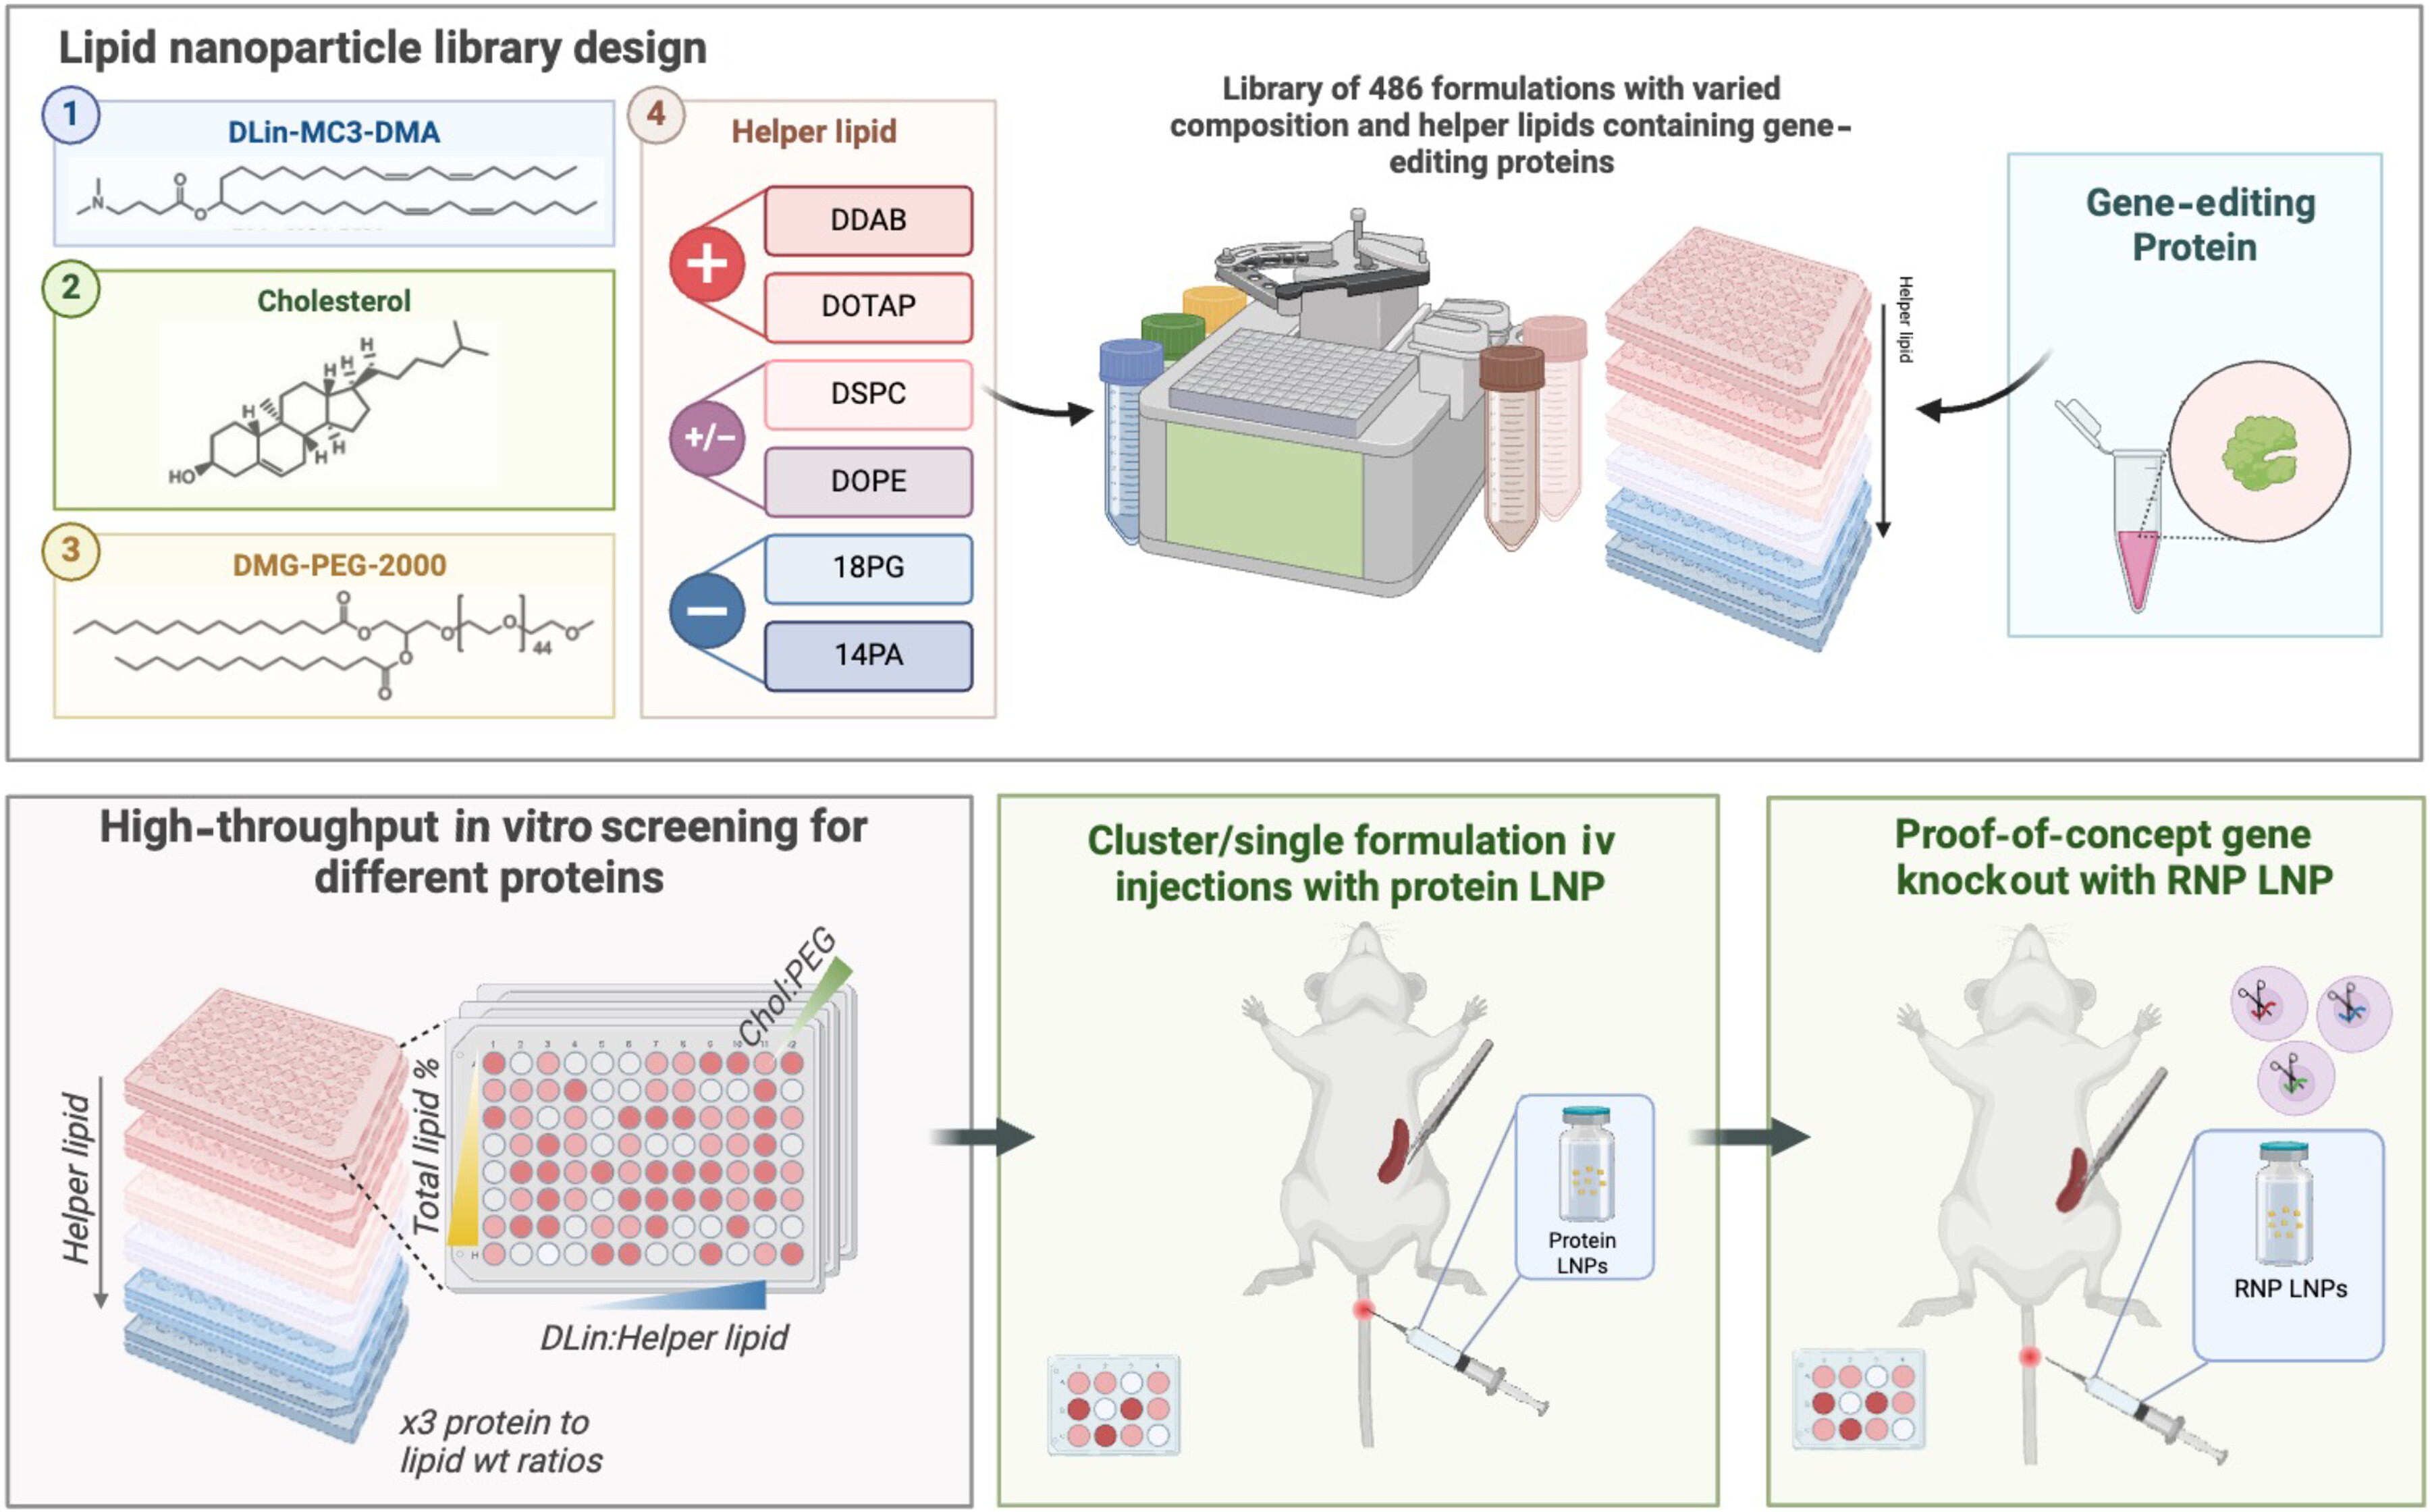 Lipid nanoparticle library design
1
DLin-MC3-DMA
N
O
O
2
Cholesterol
H
H
H
H
H
H
HO
3
DMG-PEG-2000
O
O
O
O
O
44
O
O
4
Helper lipid
+
DDAB
DOTAP
+/−
DSPC
DOPE
−
18PG
14PA
Library of 486 formulations with varied
composition and helper lipids containing gene-
editing proteins
Helper lipid
Gene-editing
Protein
High-throughput in vitro screening for
different proteins
Helper lipid
Total lipid %
Chol:PEG
1 2 3 4 5 6 7 8 9 10 11 12
H
DLin:Helper lipid
x3 protein to
lipid wt ratios
Cluster/single formulation iv
injections with protein LNP
Protein
LNPs
Proof-of-concept gene
knockout with RNP LNP
RNP LNPs